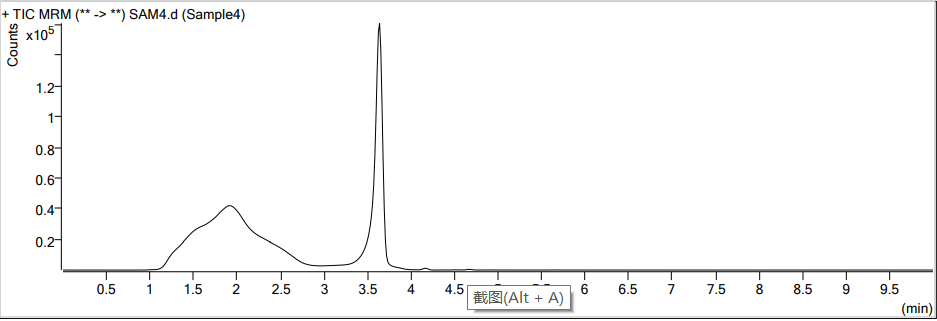 + TIC MRM (** -> **) SAM4.d (Sample4)
Counts
x10⁵
1.2
1
0.8
0.6
0.4
0.2
0.5 1 1.5 2 2.5 3 3.5 4 4.5 6 6.5 7 7.5 8 8.5 9 9.5
截图(Alt + A)
(min)